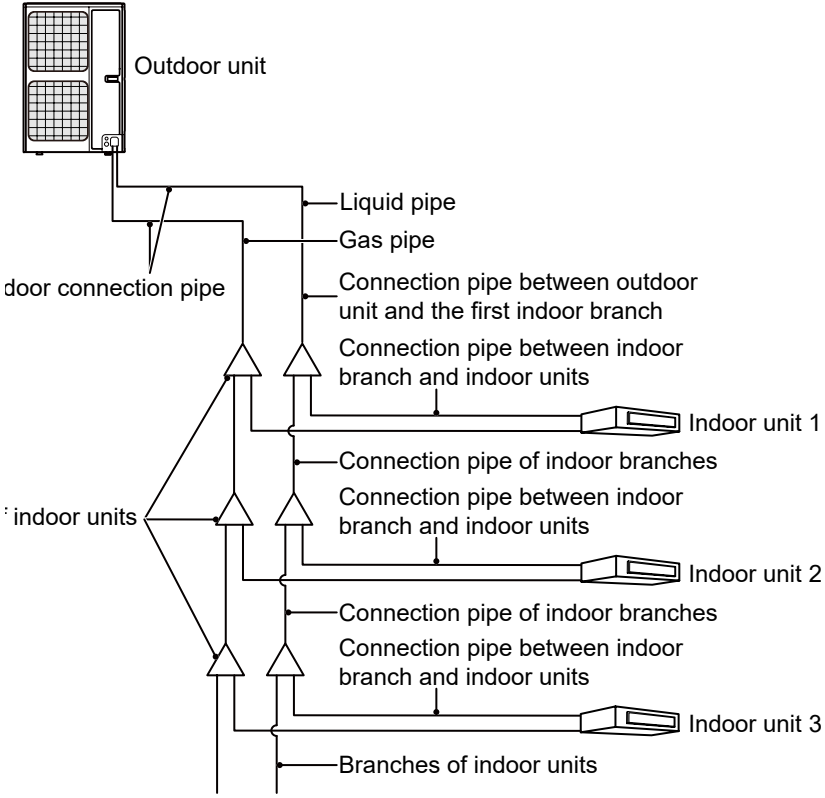 Outdoor unit
Liquid pipe
Gas pipe
door connection pipe
Connection pipe between outdoor
unit and the first indoor branch
Connection pipe between indoor
branch and indoor units
Indoor unit 1
Connection pipe of indoor branches
indoor units
Connection pipe between indoor
branch and indoor units
Indoor unit 2
Connection pipe of indoor branches
Connection pipe between indoor
branch and indoor units
Indoor unit 3
Branches of indoor units